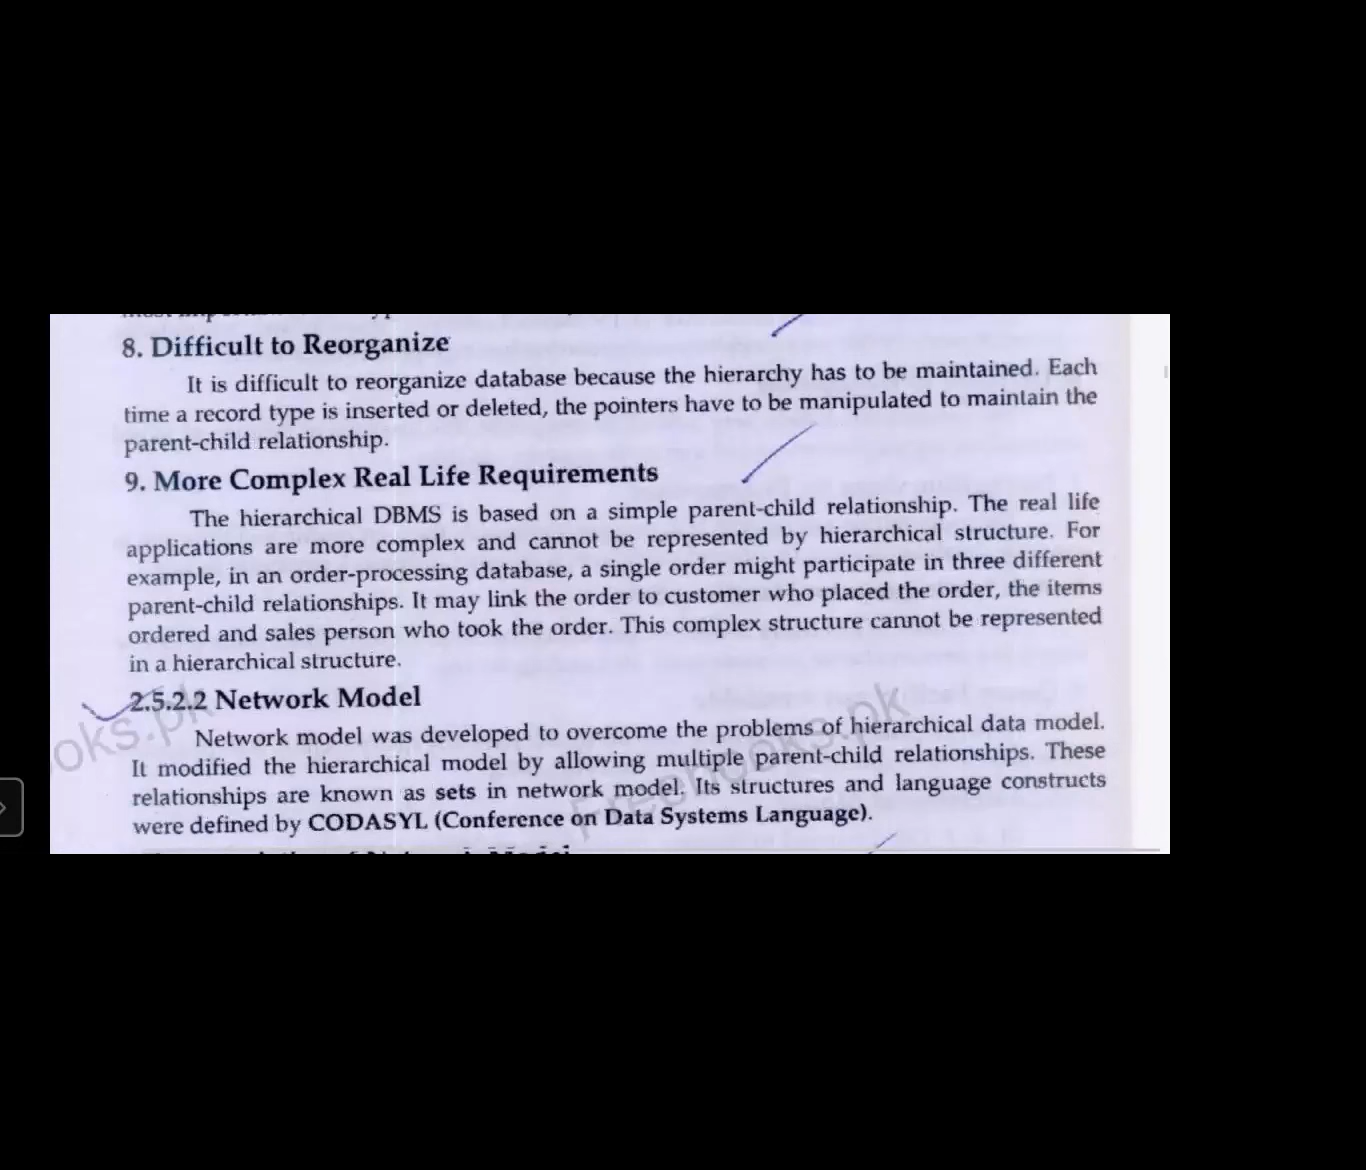 8. Difficult to Reorganize
It is difficult to reorganize database because the hierarchy has to be maintained. Each
time a record type is inserted or deleted, the pointers have to be manipulated to maintain the
parent-child relationship.
9. More Complex Real Life Requirements
The hierarchical DBMS is based on a simple parent-child relationship. The real life
applications are more complex and cannot be represented by hierarchical structure. For
example, in an order-processing database, a single order might participate in three different
parent-child relationships. It may link the order to customer who placed the order, the items
ordered and sales person who took the order. This complex structure cannot be represented
in a hierarchical structure.
2.5.2.2 Network Model
Network model was developed to overcome the problems of hierarchical data model.
It modified the hierarchical model by allowing multiple parent-child relationships. These
relationships are known as sets in network model. Its structures and language constructs
were defined by CODASYL (Conference on Data Systems Language).
ooks.pk
Freebooks.pk